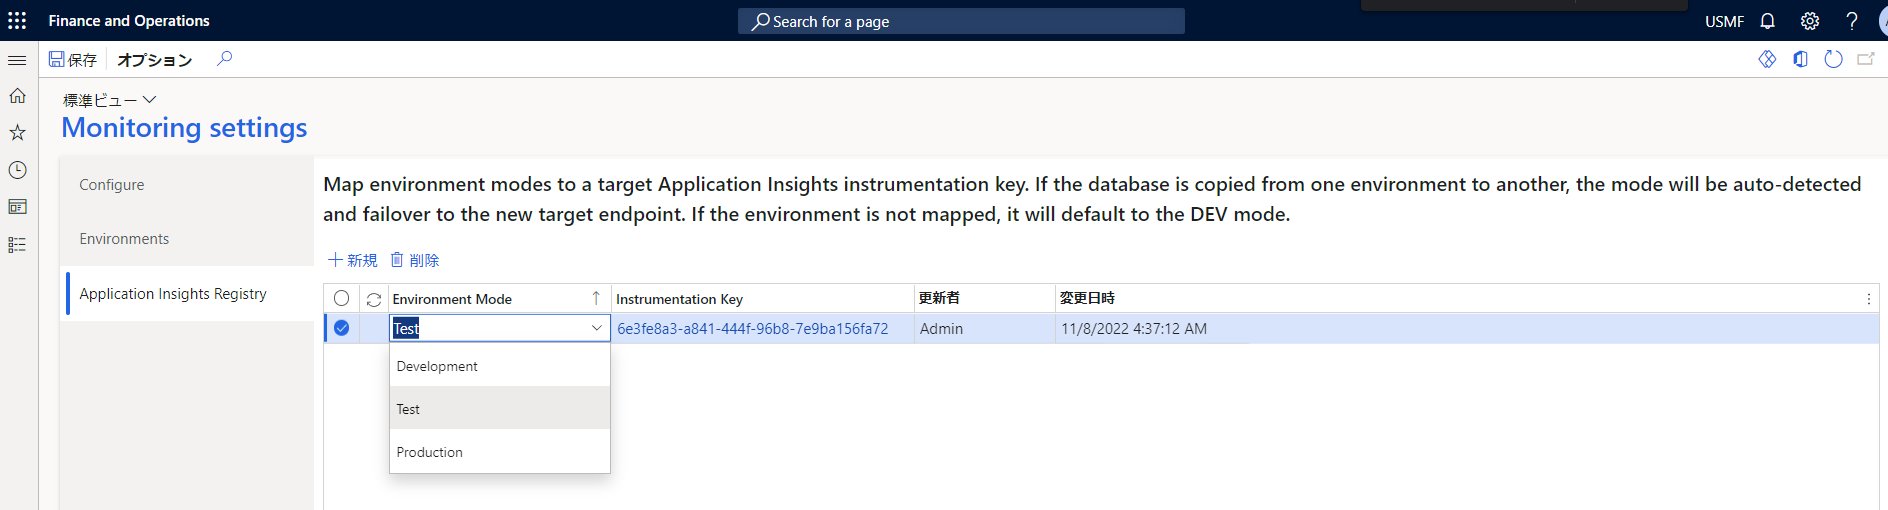 Finance and Operations
Search for a page
USMF
保存
オプション
標準ビュー
Monitoring settings
Configure
Environments
Application Insights Registry
Map environment modes to a target Application Insights instrumentation key. If the database is copied from one environment to another, the mode will be auto-detected
and failover to the new target endpoint. If the environment is not mapped, it will default to the DEV mode.
新規 削除
Environment Mode Instrumentation Key 更新者 変更日時
Test 6e3fe8a3-a841-444f-96b8-7e9ba156fa72 Admin 11/8/2022 4:37:12 AM
Development
Test
Production